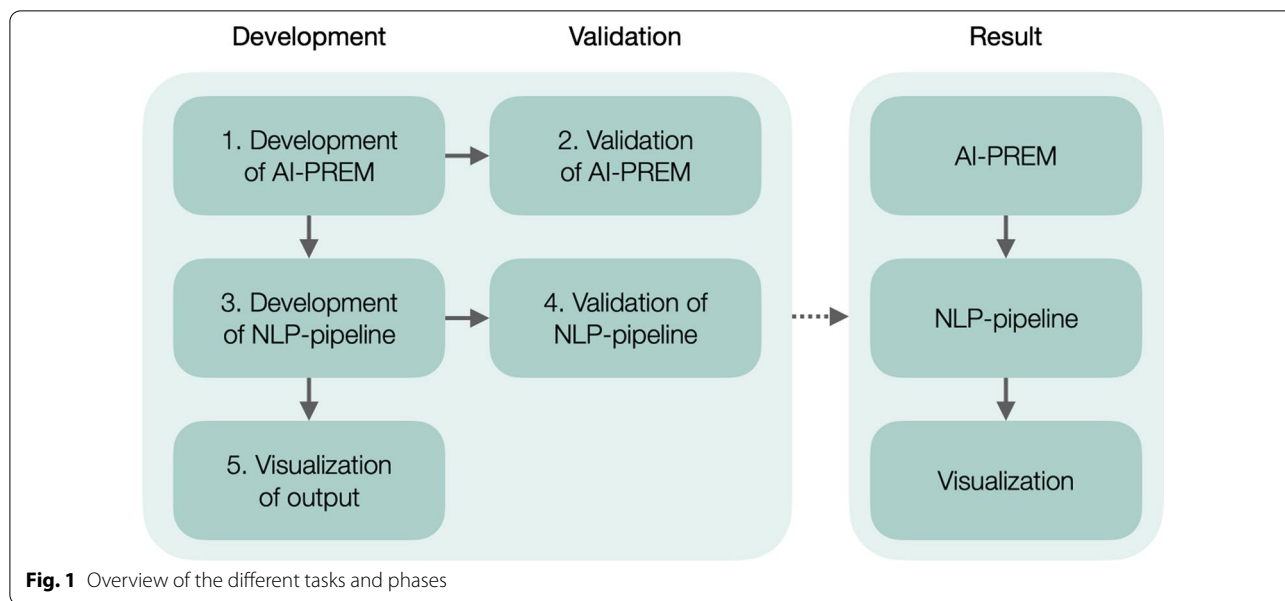 Development
Validation
Result
1. Development
of AI-PREM
2. Validation
of AI-PREM
AI-PREM
3. Development
of NLP-pipeline
4. Validation of
NLP-pipeline
NLP-pipeline
5. Visualization
of output
Visualization
Fig. 1 Overview of the different tasks and phases